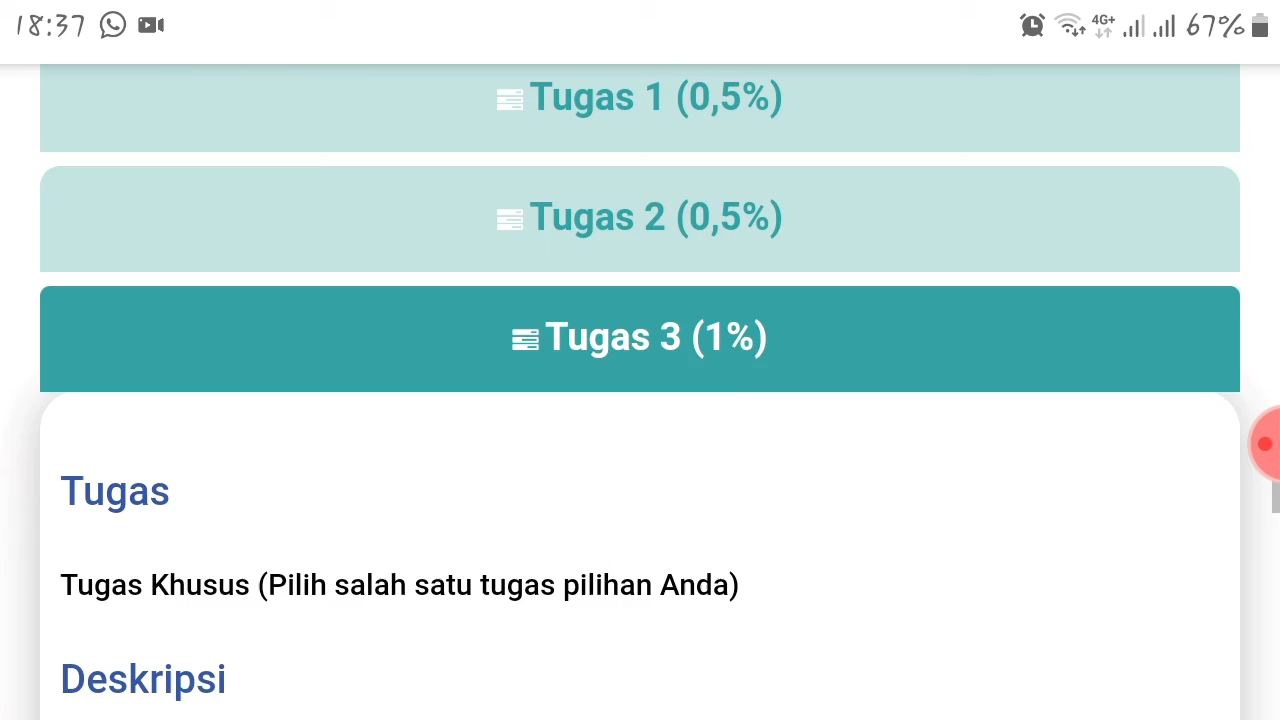 18:37 4G+ 67%
Tugas 1 (0,5%)
Tugas 2 (0,5%)
Tugas 3 (1%)
Tugas
Tugas Khusus (Pilih salah satu tugas pilihan Anda)
Deskripsi